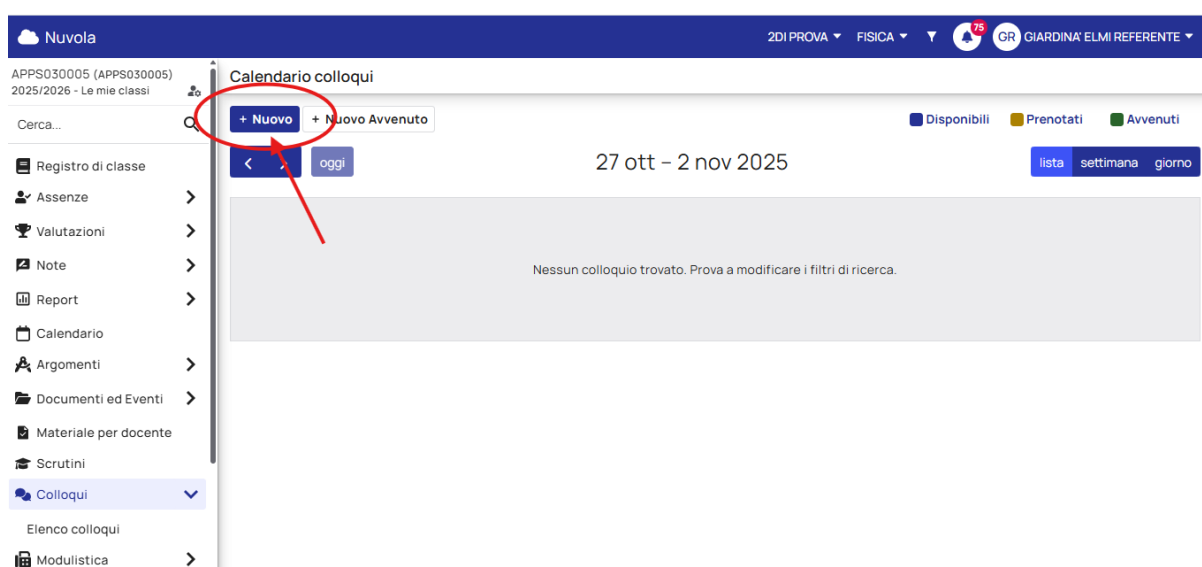 Nuvola
2DI PROVA FISICA 75 GR GIARDINA' ELMI REFERENTE
APPS030005 (APPS030005)
2025/2026 - Le mie classi
Cerca...
Registro di classe
Assenze
Valutazioni
Note
Report
Calendario
Argomenti
Documenti ed Eventi
Materiale per docente
Scrutini
Colloqui
Elenco colloqui
Modulistica
Calendario colloqui
+ Nuovo + Nuovo Avvenuto
Disponibili Prenotati Avvenuti
oggi 27 ott – 2 nov 2025 lista settimana giorno
Nessun colloquio trovato. Prova a modificare i filtri di ricerca.